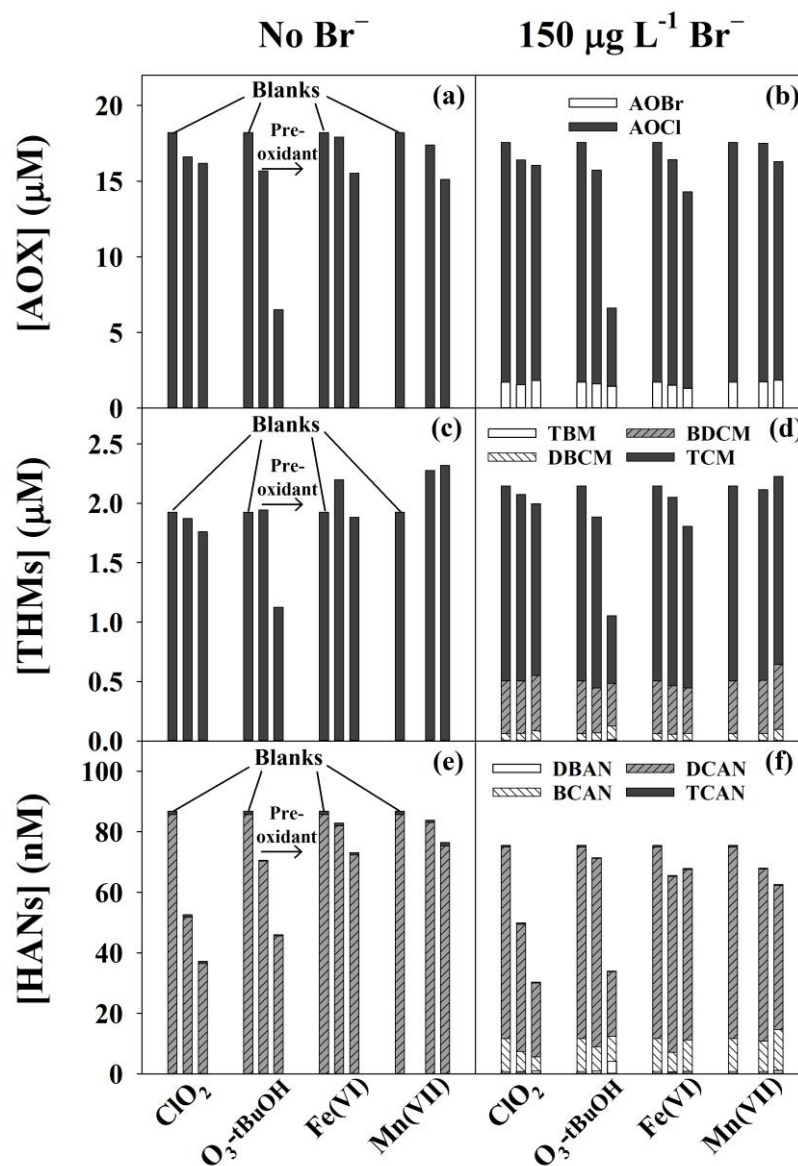 No Br⁻
150 μg L⁻¹ Br⁻
[AOX] (μM)
20
15
10
5
0
Blanks
(a)
Pre-
oxidant
(b)
AOBr
AOCl
[THMs] (μM)
2.5
2.0
1.5
1.0
0.5
0.0
Blanks
(c)
Pre-
oxidant
(d)
TBM
BDCM
DBCM
TCM
[HANs] (nM)
100
80
60
40
20
0
Blanks
(e)
Pre-
oxidant
(f)
DBAN
DCAN
BCAN
TCAN
ClO₂
O₃-tBuOH
Fe(VI)
Mn(VII)
ClO₂
O₃-tBuOH
Fe(VI)
Mn(VII)